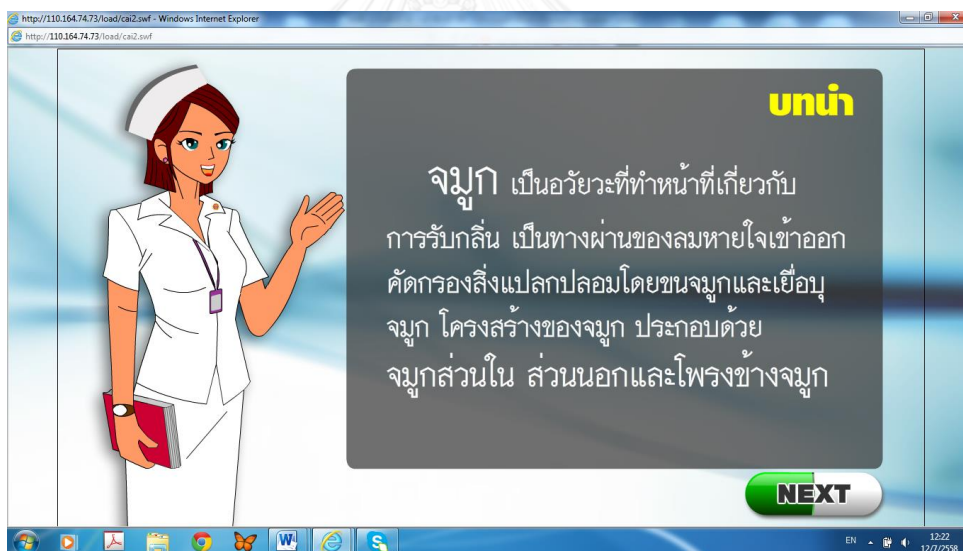 http://110.164.74.73/load/cai2.swf - Windows Internet Explorer
http://110.164.74.73/load/cai2.swf
บทนำ
จมูก เป็นอวัยวะที่ทำหน้าที่เกี่ยวกับ
การรับกลิ่น เป็นทางผ่านของลมหายใจเข้าออก
คัดกรองสิ่งแปลกปลอมโดยขนจมูกและเยื่อบุ
จมูก โครงสร้างของจมูก ประกอบด้วย
จมูกส่วนใน ส่วนนอกและโพรงข้างจมูก
NEXT
EN
12:22
12/7/2558